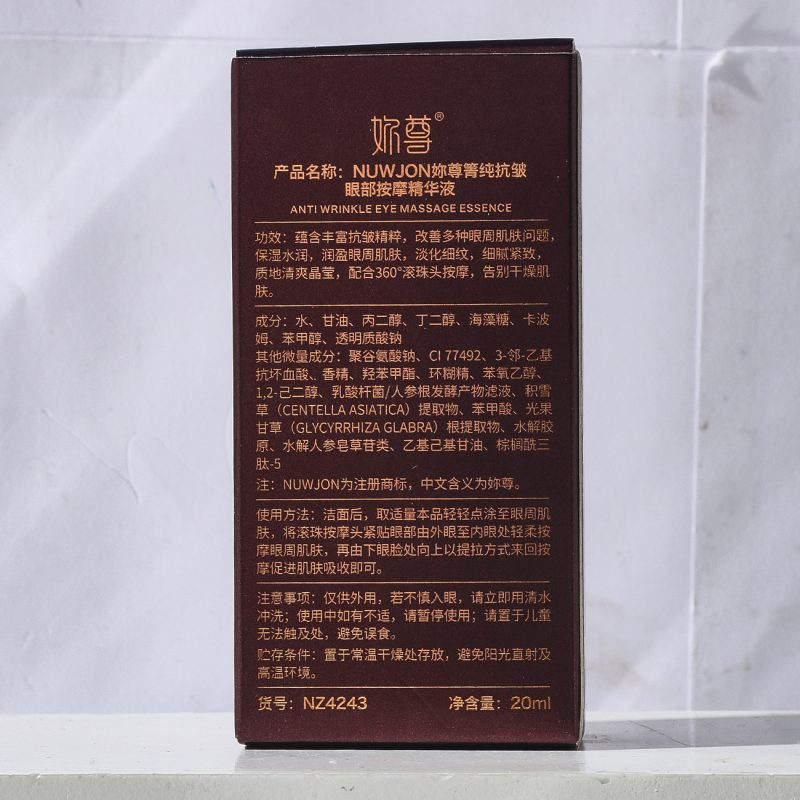 妳尊®
产品名称：NUWJON妳尊箐纯抗皱
眼部按摩精华液
ANTI WRINKLE EYE MASSAGE ESSENCE
功效：蕴含丰富抗皱精粹，改善多种眼周肌肤问题，
保湿水润，润盈眼周肌肤，淡化细纹，细腻紧致，
质地清爽晶莹，配合360°滚珠头按摩，告别干燥肌
肤。
成分：水、甘油、丙二醇、丁二醇、海藻糖、卡波
姆、苯甲醇、透明质酸钠
其他微量成分：聚谷氨酸钠、CI 77492、3-邻-乙基
抗坏血酸、香精、羟苯甲酯、环糊精、苯氧乙醇、
1,2-己二醇、乳酸杆菌/人参根发酵产物滤液、积雪
草（CENTELLA ASIATICA）提取物、苯甲酸、光果
甘草（GLYCYRRHIZA GLABRA）根提取物、水解胶
原、水解人参皂草苷类、乙基己基甘油、棕榈酰三
肽-5
注：NUWJON为注册商标，中文含义为妳尊。
使用方法：洁面后，取适量本品轻轻点涂至眼周肌
肤，将滚珠按摩头紧贴眼部由外眼至内眼处轻柔按
摩眼周肌肤，再由下眼脸处向上以提拉方式来回按
摩促进肌肤吸收即可。
注意事项：仅供外用，若不慎入眼，请立即用清水
冲洗；使用中如有不适，请暂停使用；请置于儿童
无法触及处，避免误食。
贮存条件：置于常温干燥处存放，避免阳光直射及
高温环境。
货号：NZ4243 净含量：20ml